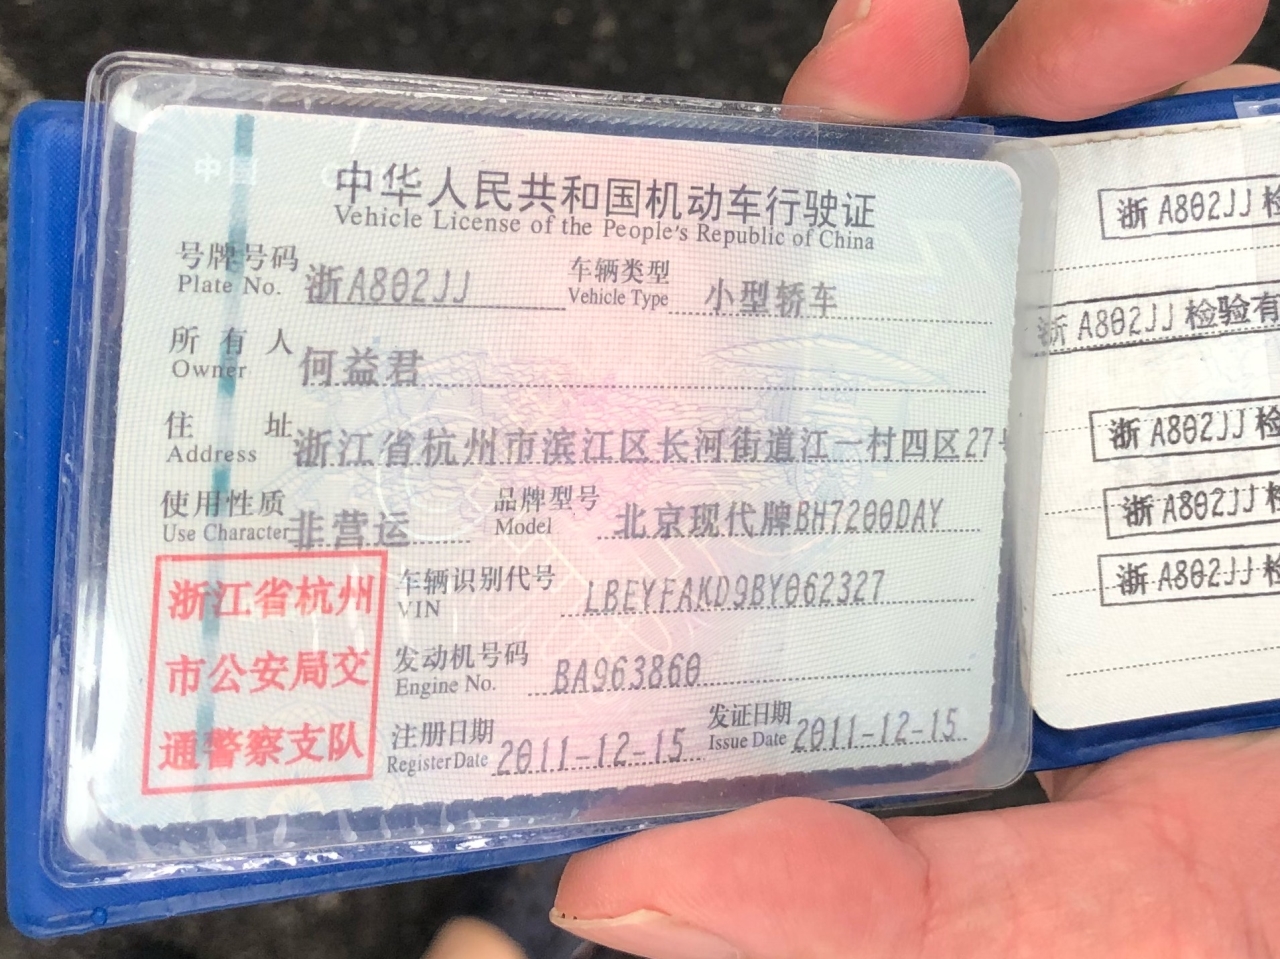 中国
中华人民共和国机动车行驶证
Vehicle License of the People's Republic of China
号牌号码 浙A802JJ 车辆类型 小型轿车
Plate No. Vehicle Type
所有人 何益君
Owner
住址 浙江省杭州市滨江区长河街道江一村四区27
Address
使用性质 非营运 品牌型号 北京现代牌BH7200DAY
Use Character Model
浙江省杭州
市公安局交
通警察支队
车辆识别代号 LBEYFAKD9BY062327
VIN
发动机号码 BA963860
Engine No.
注册日期 2011-12-15 发证日期 2011-12-15
Register Date Issue Date
浙A802JJ 检
浙A802JJ 检验有
浙A802JJ 检
浙A802JJ 检
浙A802JJ 检